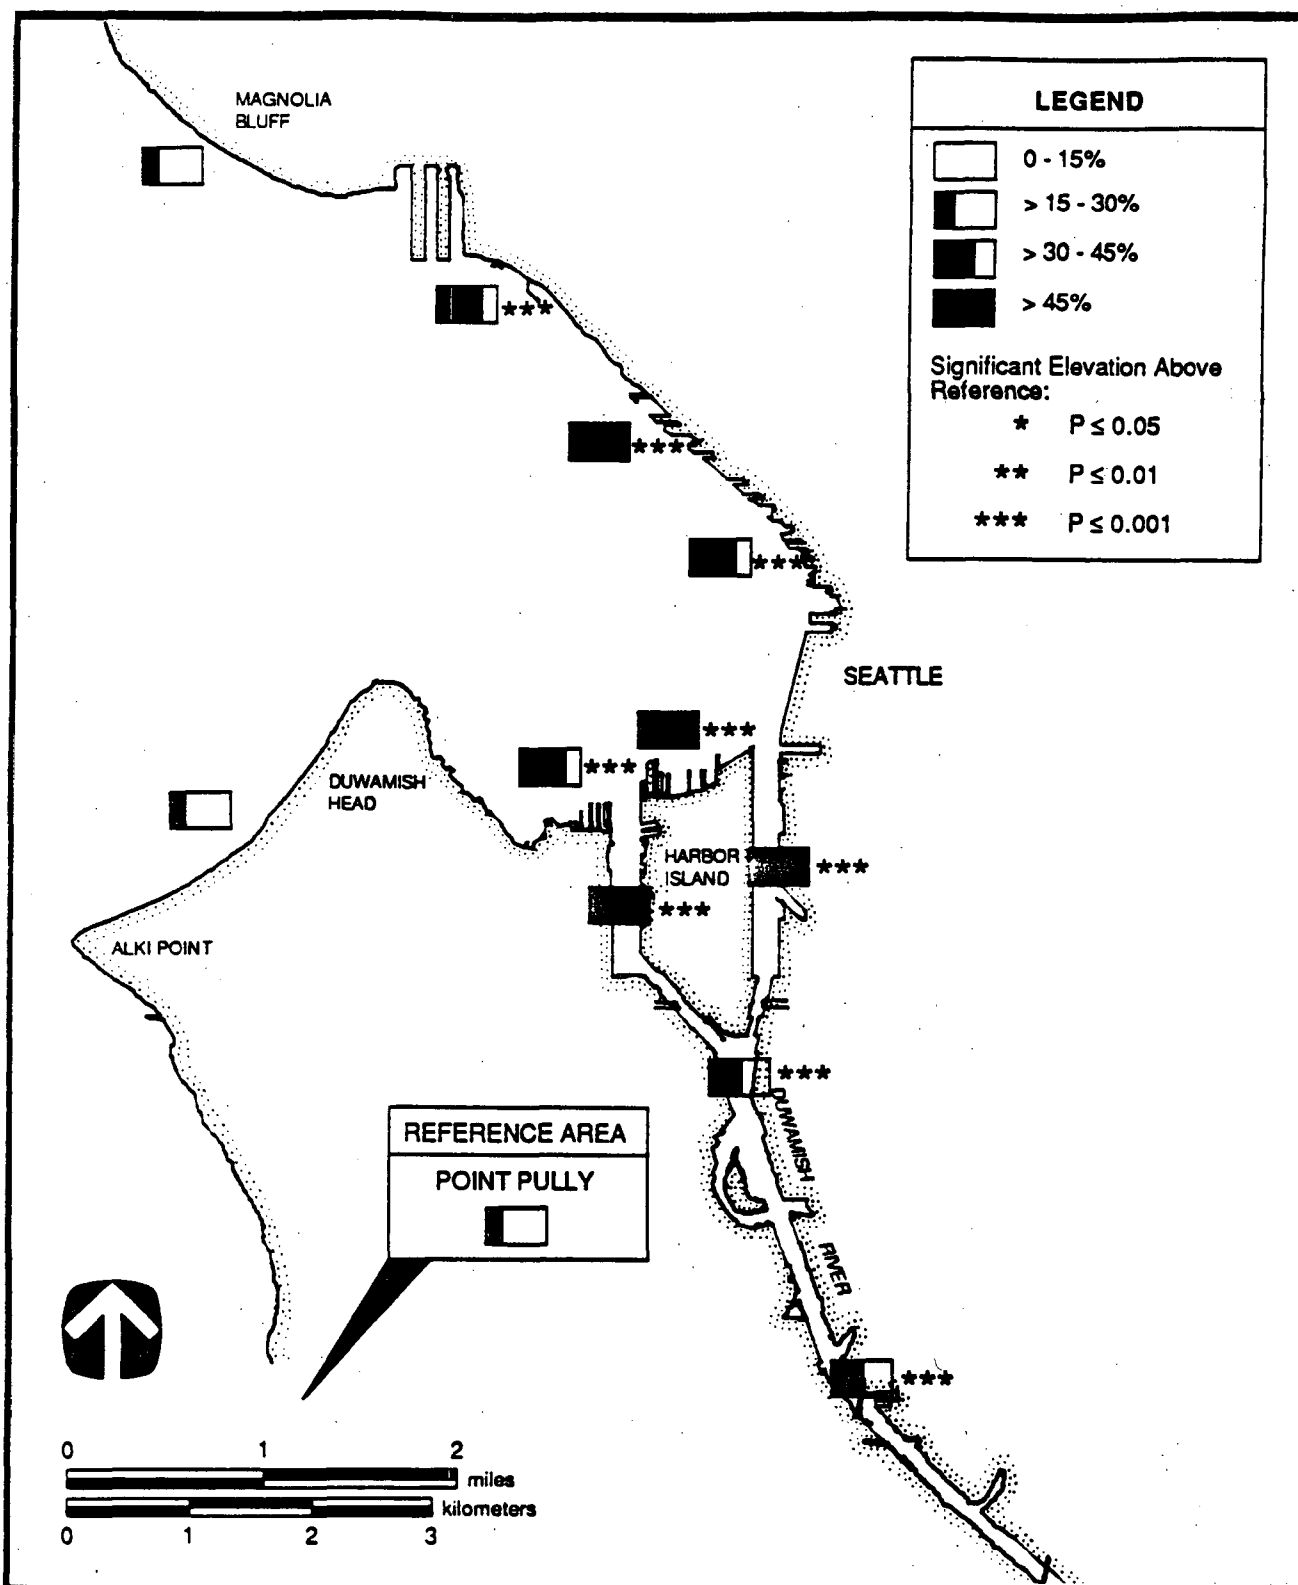 MAGNOLIA
BLUFF
LEGEND
0 - 15%
> 15 - 30%
> 30 - 45%
> 45%
Significant Elevation Above
Reference:
* P ≤ 0.05
** P ≤ 0.01
*** P ≤ 0.001
***
***
***
SEATTLE
***
***
DUWAMISH
HEAD
HARBOR
ISLAND
***
***
ALKI POINT
***
DUWAMISH
RIVER
REFERENCE AREA
POINT PULLY
***
0 1 2
miles
kilometers
0 1 2 3